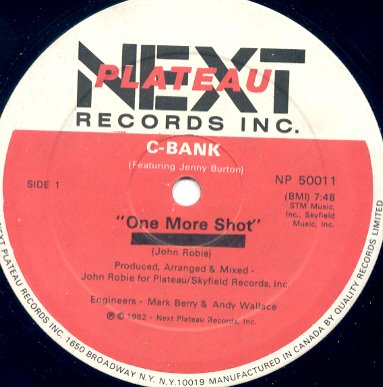 NEXT
PLATEAU
RECORDS INC.
C-BANK
(Featuring Jenny Burton)
SIDE 1
NP 50011
(BMI) 7:48
STM Music,
Inc., Skyfield
Music, Inc.
"One More Shot"
(John Robie)
Produced, Arranged & Mixed -
John Robie for Plateau/Skyfield Records, Inc.
Engineers - Mark Berry & Andy Wallace
℗ © 1982 - Next Plateau Records, Inc.
NEXT PLATEAU RECORDS INC. 1650 BROADWAY N.Y. N.Y.10019 MANUFACTURED IN CANADA BY QUALITY RECORDS LIMITED